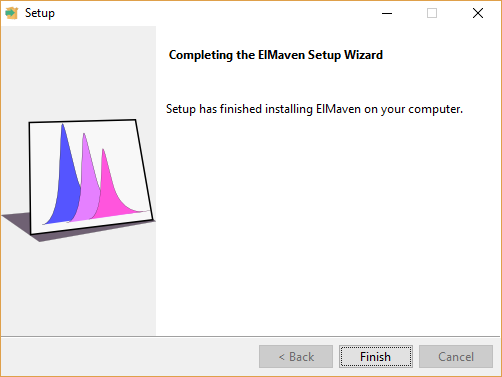 Setup
Completing the ElMaven Setup Wizard
Setup has finished installing ElMaven on your computer.
< Back
Finish
Cancel